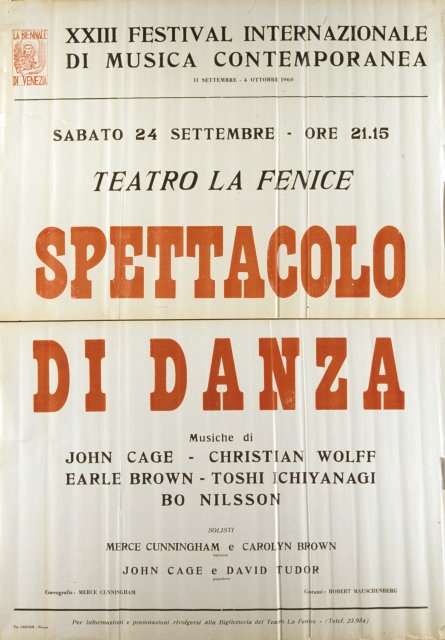 LA BIENNALE
DI VENEZIA
XXIII FESTIVAL INTERNAZIONALE
DI MUSICA CONTEMPORANEA
11 SETTEMBRE - 4 OTTOBRE 1960
SABATO 24 SETTEMBRE - ORE 21.15
TEATRO LA FENICE
SPETTACOLO
DI DANZA
Musiche di
JOHN CAGE - CHRISTIAN WOLFF
EARLE BROWN - TOSHI ICHIYANAGI
BO NILSSON
SOLISTI
MERCE CUNNINGHAM e CAROLYN BROWN
ballerini
JOHN CAGE e DAVID TUDOR
pianoforte
Coreografia: MERCE CUNNINGHAM
Costumi: ROBERT RAUSCHENBERG
Per informazioni e prenotazioni rivolgersi alla Biglietteria del Teatro La Fenice - (Telef. 23.954)